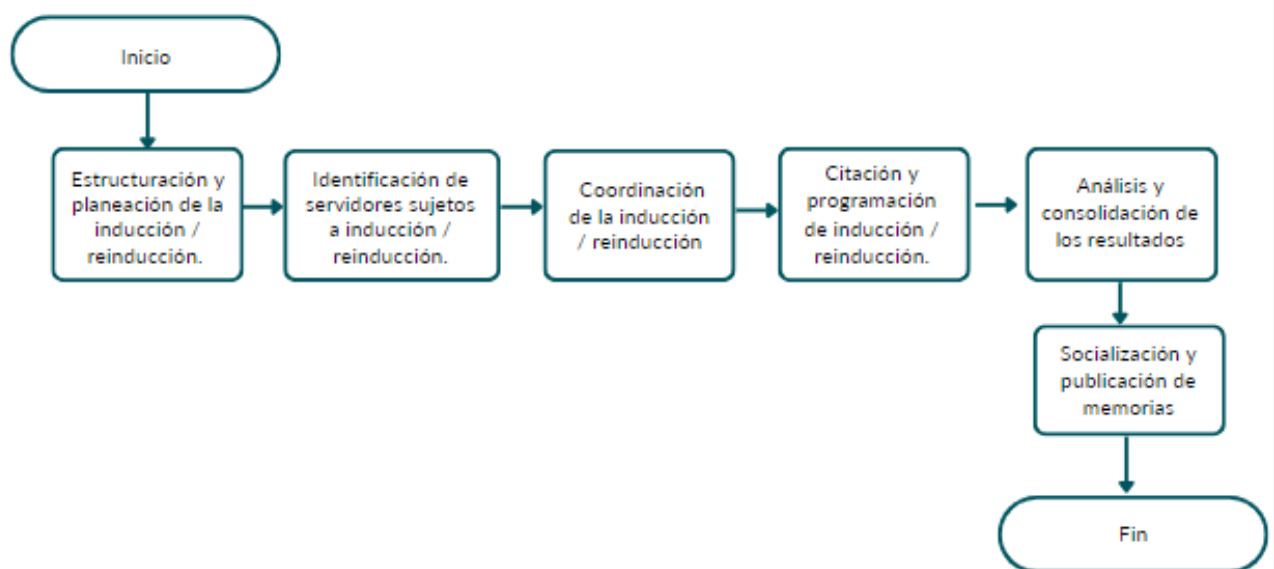 Inicio
Estructuración y
planeación de la
inducción /
reinducción.
Identificación de
servidores sujetos
a inducción /
reinducción.
Coordinación
de la inducción
/ reinducción
Citación y
programación
de inducción /
reinducción.
Análisis y
consolidación de
los resultados
Socialización y
publicación de
memorias
Fin